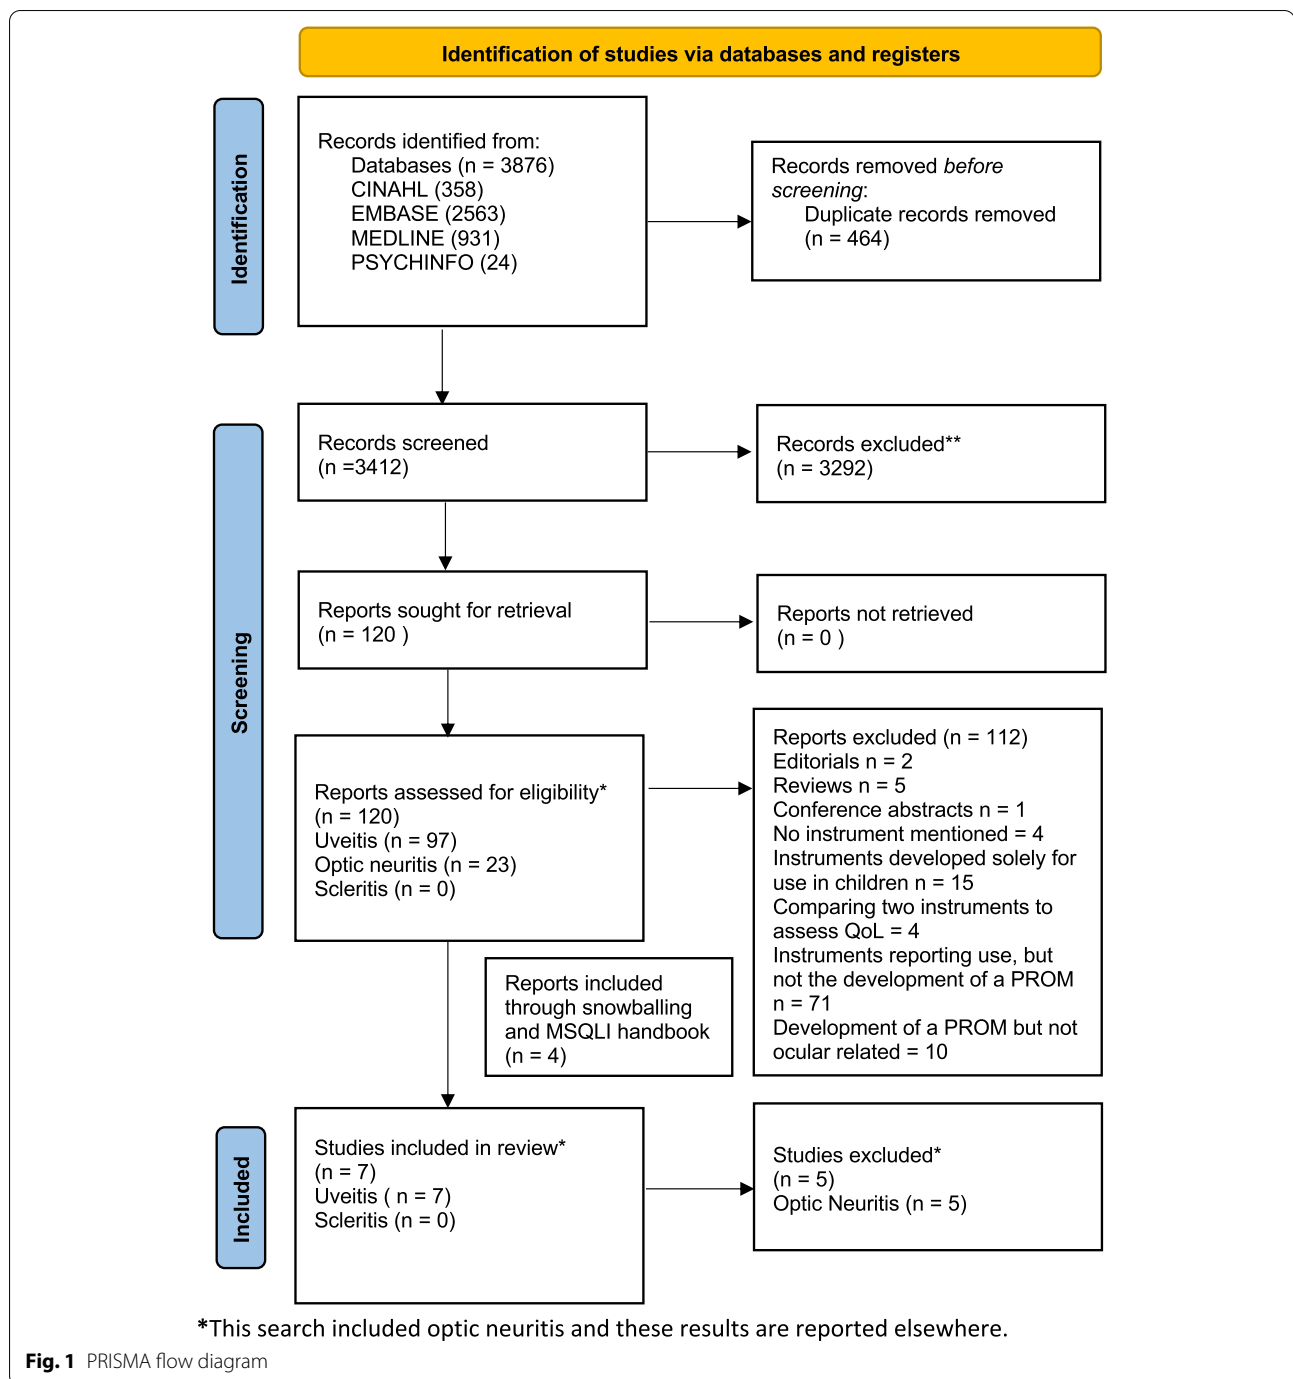 Identification of studies via databases and registers
Identification
Records identified from:
Databases (n = 3876)
CINAHL (358)
EMBASE (2563)
MEDLINE (931)
PSYCHINFO (24)
Records removed before
screening:
Duplicate records removed
(n = 464)
Screening
Records screened
(n =3412)
Records excluded**
(n = 3292)
Reports sought for retrieval
(n = 120 )
Reports not retrieved
(n = 0 )
Reports assessed for eligibility*
(n = 120)
Uveitis (n = 97)
Optic neuritis (n = 23)
Scleritis (n = 0)
Reports excluded (n = 112)
Editorials n = 2
Reviews n = 5
Conference abstracts n = 1
No instrument mentioned = 4
Instruments developed solely for
use in children n = 15
Comparing two instruments to
assess QoL = 4
Instruments reporting use, but
not the development of a PROM
n = 71
Development of a PROM but not
ocular related = 10
Reports included
through snowballing
and MSQLI handbook
(n = 4)
Included
Studies included in review*
(n = 7)
Uveitis ( n = 7)
Scleritis (n = 0)
Studies excluded*
(n = 5)
Optic Neuritis (n = 5)
*This search included optic neuritis and these results are reported elsewhere.
Fig. 1 PRISMA flow diagram